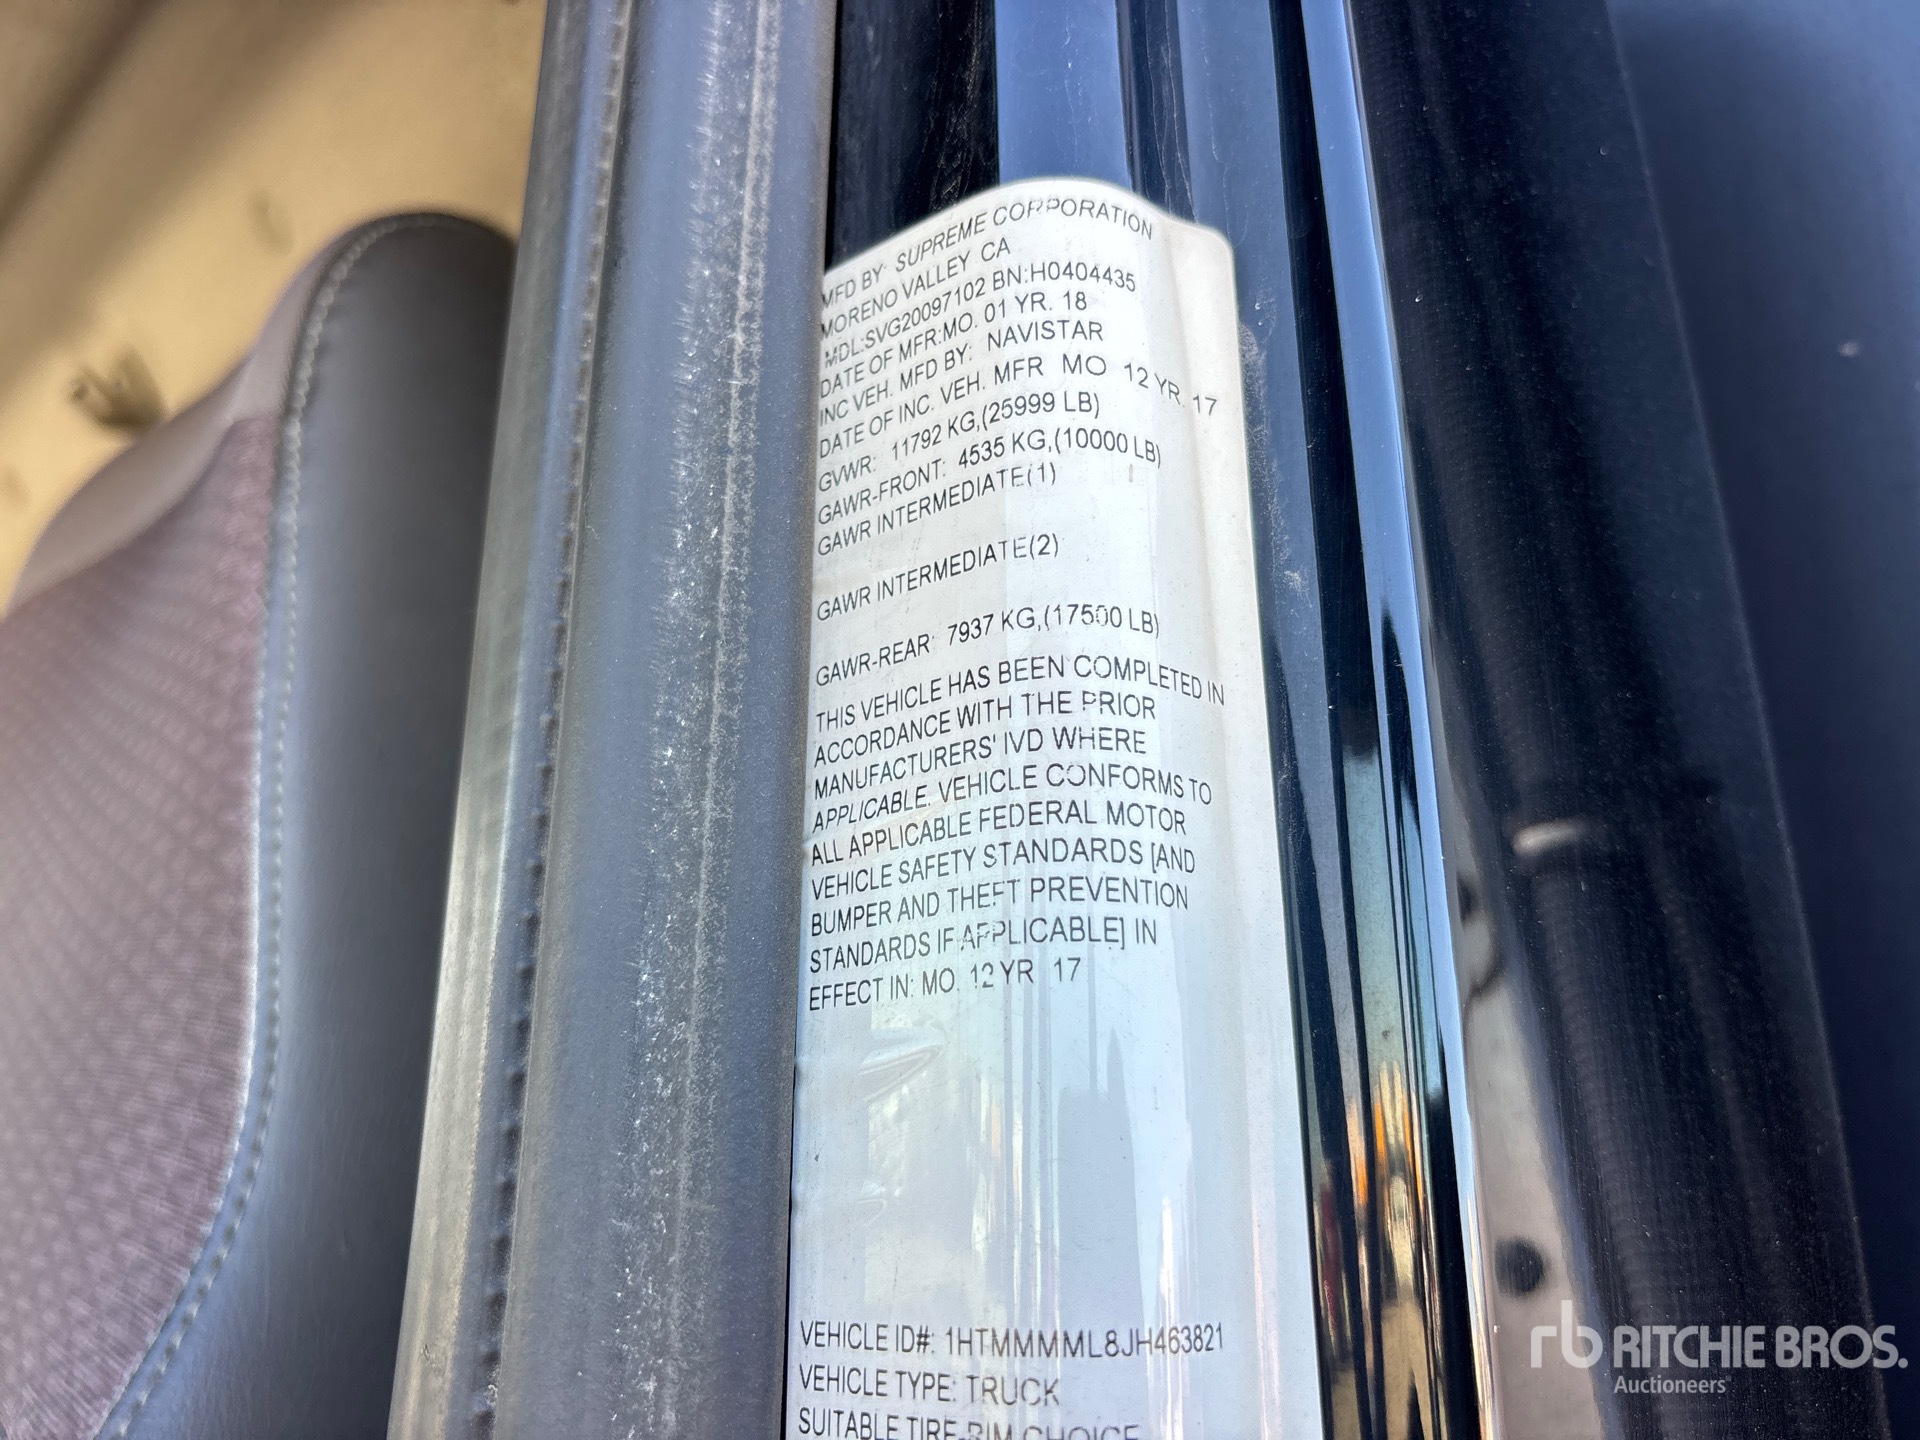 MFD BY: SUPREME CORPORATION
MORENO VALLEY CA
MDL:SVG20097102 BN:H0404435
DATE OF MFR:MO. 01 YR. 18
INC VEH. MFD BY: NAVISTAR
DATE OF INC. VEH. MFR MO 12 YR. 17
GVWR: 11792 KG,(25999 LB)
GAWR-FRONT: 4535 KG,(10000 LB)
GAWR INTERMEDIATE(1)
GAWR INTERMEDIATE(2)
GAWR-REAR: 7937 KG,(17500 LB)
THIS VEHICLE HAS BEEN COMPLETED IN
ACCORDANCE WITH THE PRIOR
MANUFACTURERS' IVD WHERE
APPLICABLE. VEHICLE CONFORMS TO
ALL APPLICABLE FEDERAL MOTOR
VEHICLE SAFETY STANDARDS [AND
BUMPER AND THEFT PREVENTION
STANDARDS IF APPLICABLE] IN
EFFECT IN: MO. 12 YR 17
VEHICLE ID#: 1HTMMMML8JH463821
VEHICLE TYPE: TRUCK
SUITABLE TIRE-RIM CHOICE
rb RITCHIE BROS.
Auctioneers